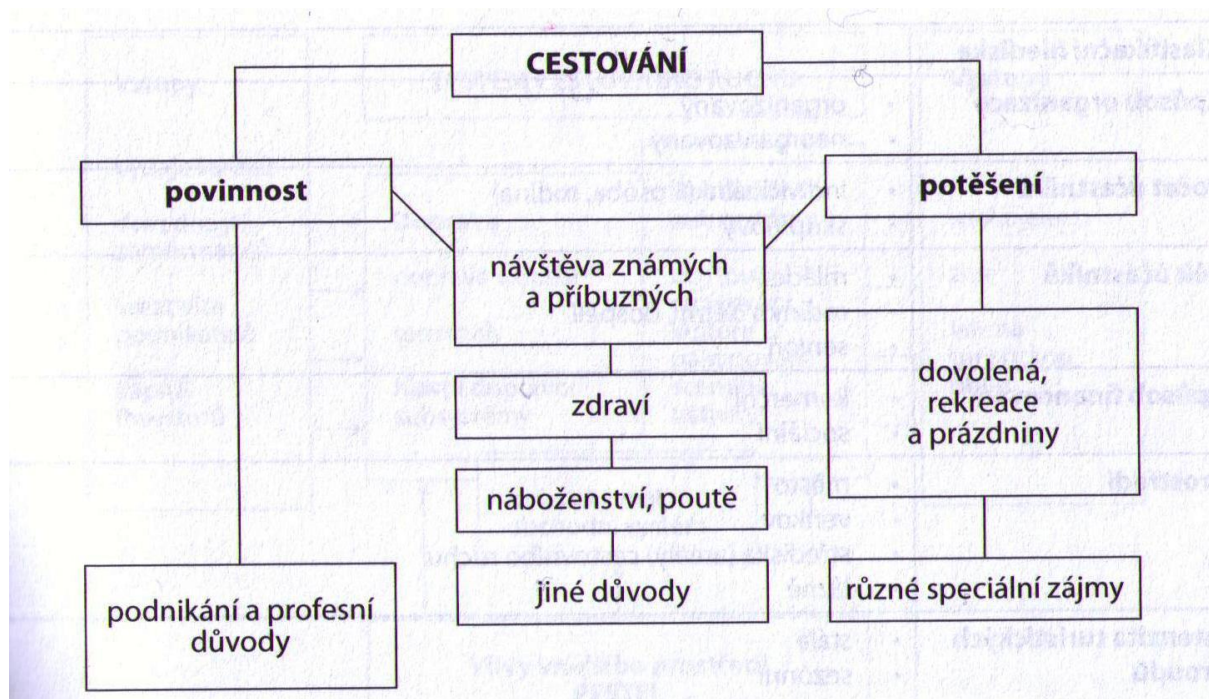 CESTOVÁNÍ
povinnost
potěšení
návštěva známých
a příbuzných
zdraví
náboženství, poutě
jiné důvody
podnikání a profesní
důvody
dovolená,
rekreace
a prázdniny
různé speciální zájmy